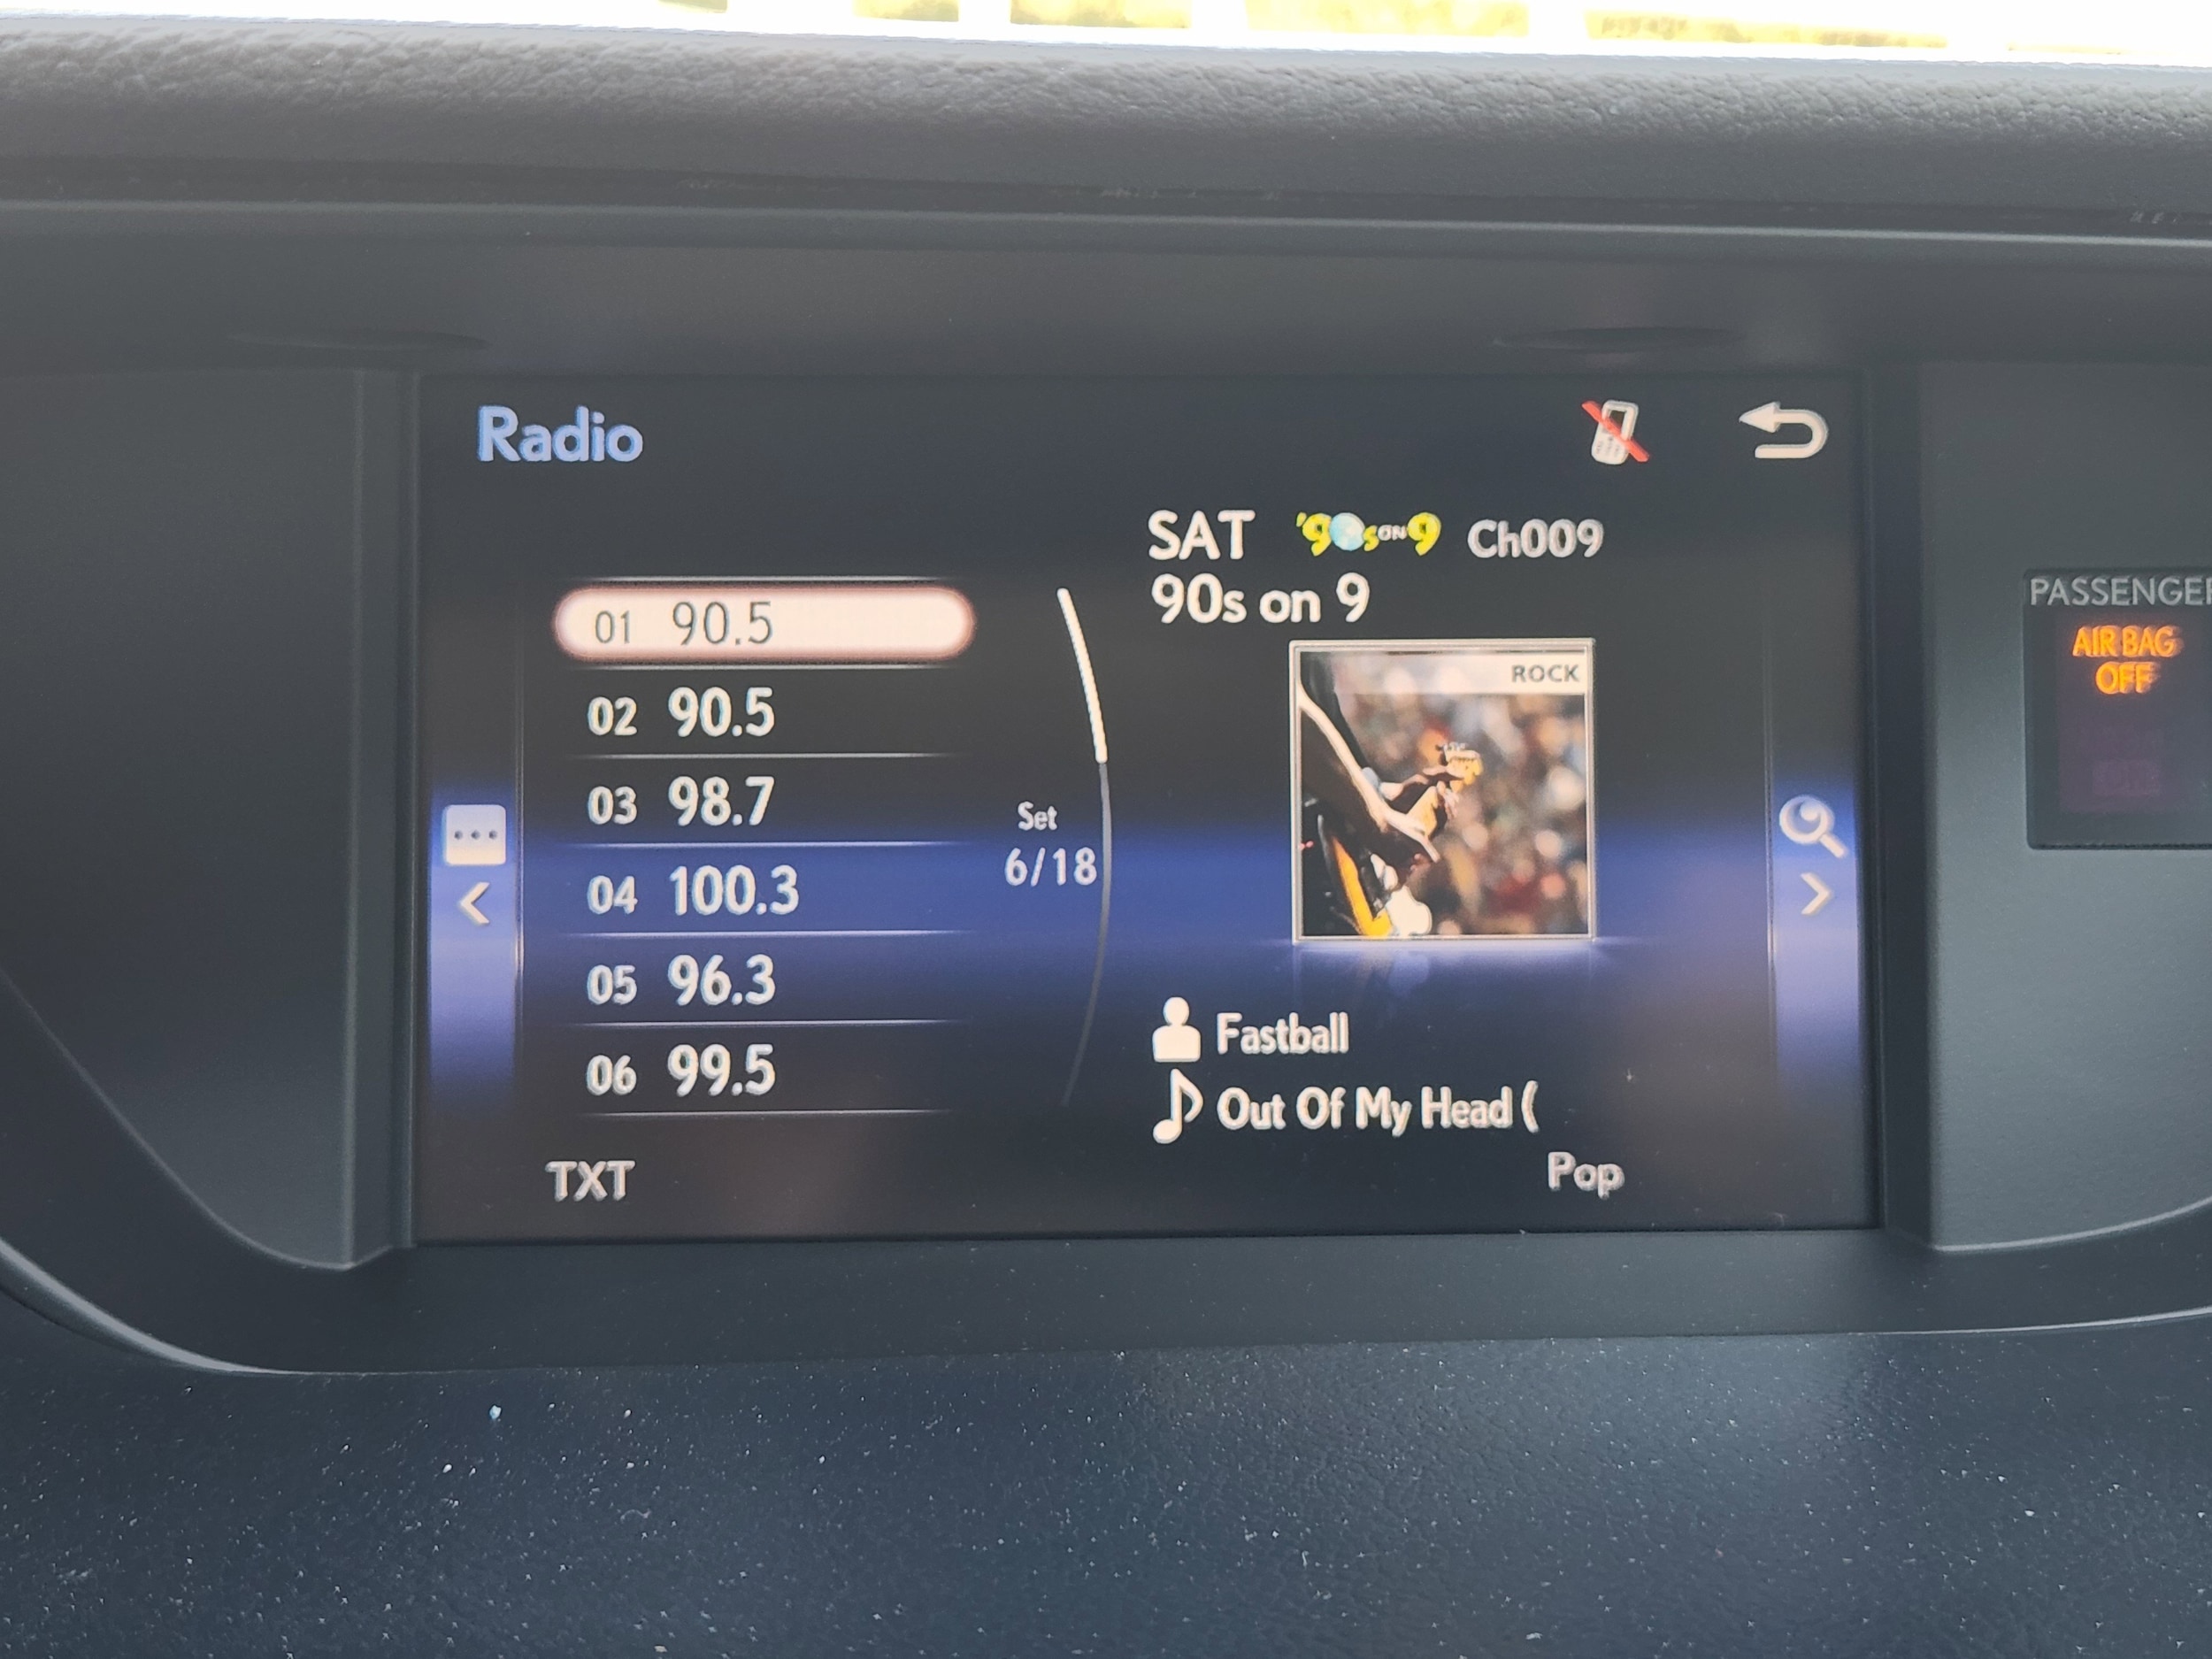 Radio
SAT '90s ON 9 Ch009
90s on 9
01 90.5
02 90.5
03 98.7
04 100.3
05 96.3
06 99.5
Set
6/18
ROCK
Fastball
Out Of My Head (
TXT
Pop
PASSENGER
AIR BAG
OFF